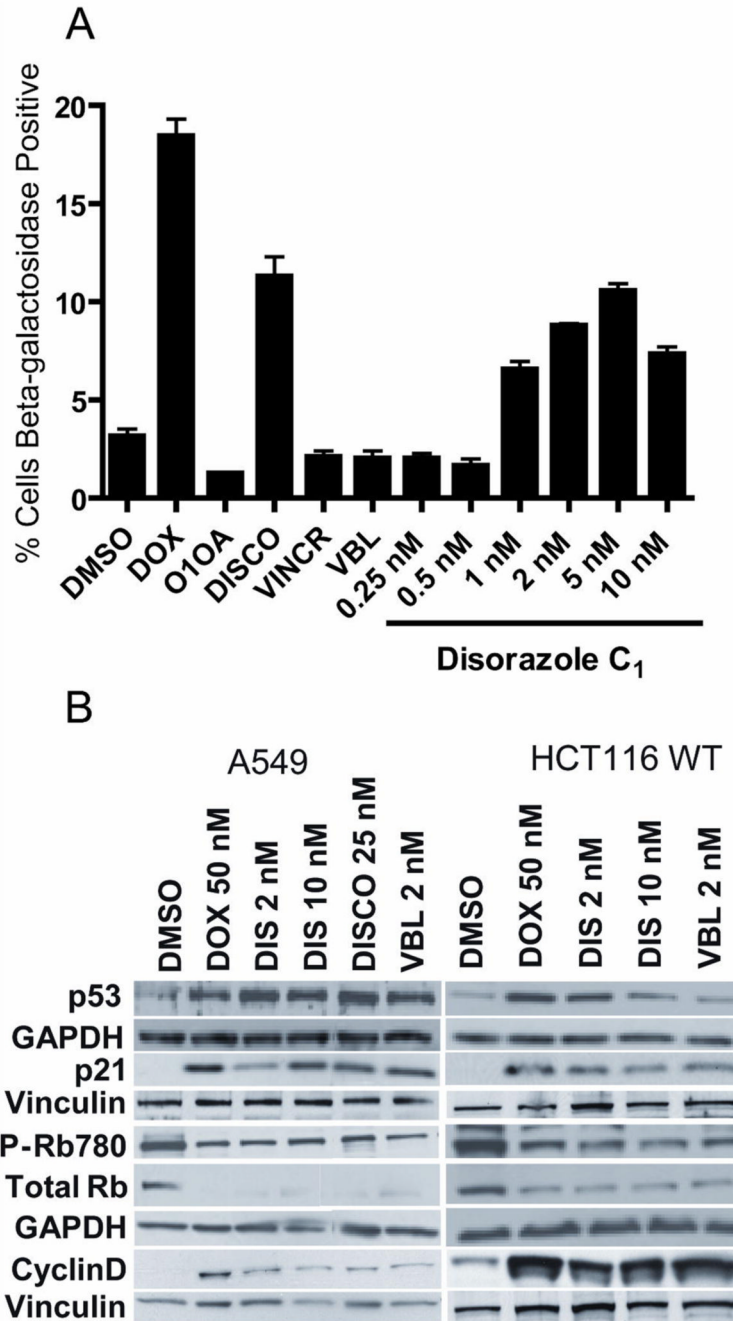 A
% Cells Beta-galactosidase Positive
20
15
10
5
0
DMSO
DOX
O1OA
DISCO
VINCR
VBL
0.25 nM
0.5 nM
1 nM
2 nM
5 nM
10 nM
Disorazole C1
B
A549
HCT116 WT
DMSO
DOX 50 nM
DIS 2 nM
DIS 10 nM
DISCO 25 nM
VBL 2 nM
DMSO
DOX 50 nM
DIS 2 nM
DIS 10 nM
VBL 2 nM
p53
GAPDH
p21
Vinculin
P-Rb780
Total Rb
GAPDH
CyclinD
Vinculin